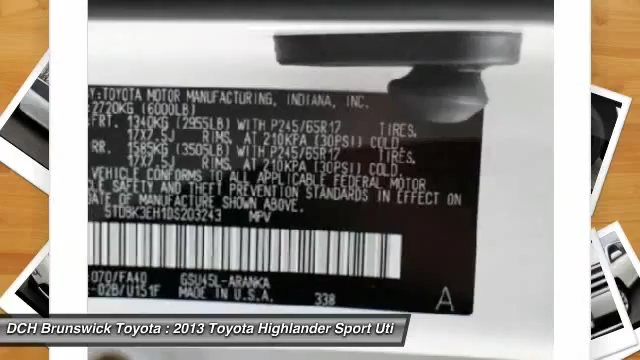 Y:TOYOTA MOTOR MANUFACTURING, INDIANA, INC.
2720KG (6000LB)
FRT. 1340KG (2955LB) WITH P245/65R17 TIRES,
17X7.5J RIMS, AT 210KPA (30PSI) COLD.
RR. 1585KG (3505LB) WITH P245/65R17 TIRES,
17X7.5J RIMS, AT 210KPA (30PSI) COLD.
VEHICLE CONFORMS TO ALL APPLICABLE FEDERAL MOTOR
LE SAFETY AND THEFT PREVENTION STANDARDS IN EFFECT ON
DATE OF MANUFACTURE SHOWN ABOVE.
5TDBK3EH1DS203243 MPV
070/FA40 GSU45L-ARANKA
-02B/U151F MADE IN U.S.A. 338 A
DCH Brunswick Toyota : 2013 Toyota Highlander Sport Uti